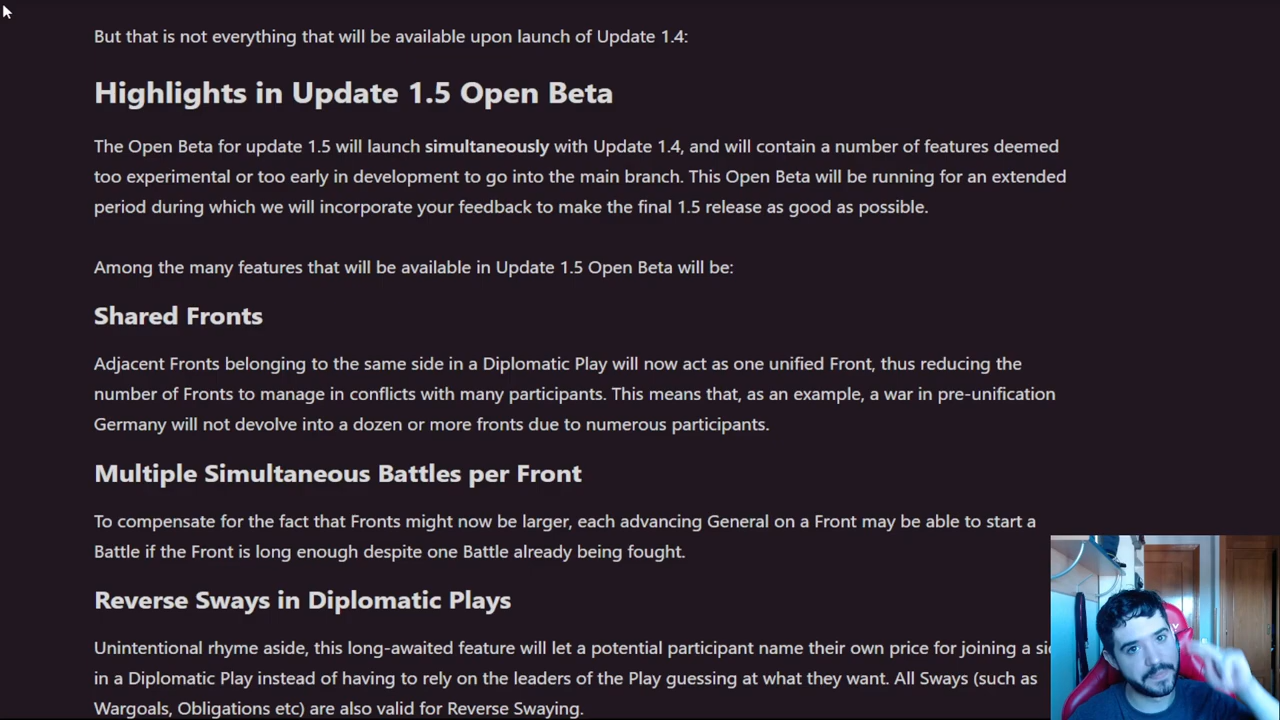 But that is not everything that will be available upon launch of Update 1.4:
Highlights in Update 1.5 Open Beta
The Open Beta for update 1.5 will launch simultaneously with Update 1.4, and will contain a number of features deemed
too experimental or too early in development to go into the main branch. This Open Beta will be running for an extended
period during which we will incorporate your feedback to make the final 1.5 release as good as possible.
Among the many features that will be available in Update 1.5 Open Beta will be:
Shared Fronts
Adjacent Fronts belonging to the same side in a Diplomatic Play will now act as one unified Front, thus reducing the
number of Fronts to manage in conflicts with many participants. This means that, as an example, a war in pre-unification
Germany will not devolve into a dozen or more fronts due to numerous participants.
Multiple Simultaneous Battles per Front
To compensate for the fact that Fronts might now be larger, each advancing General on a Front may be able to start a
Battle if the Front is long enough despite one Battle already being fought.
Reverse Sways in Diplomatic Plays
Unintentional rhyme aside, this long-awaited feature will let a potential participant name their own price for joining a
in a Diplomatic Play instead of having to rely on the leaders of the Play guessing at what they want. All Sways (such as
Wargoals, Obligations etc) are also valid for Reverse Swaying.